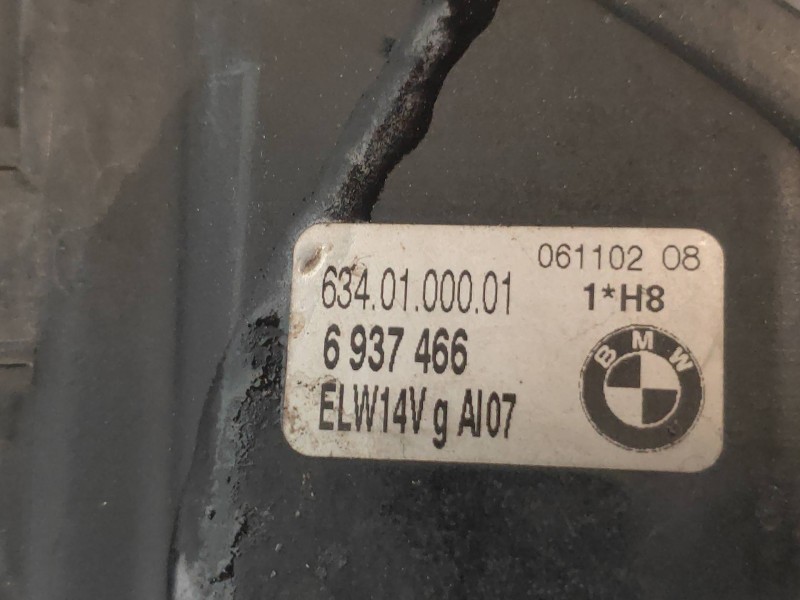 061102 08
634.01.000.01 1*H8
6 937 466
BMW
ELW14V g AI07